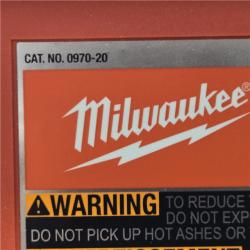 CAT. NO. 0970-20
Milwaukee®
WARNING TO REDUCE
DO NOT EXP
DO NOT PICK UP HOT ASHES OR